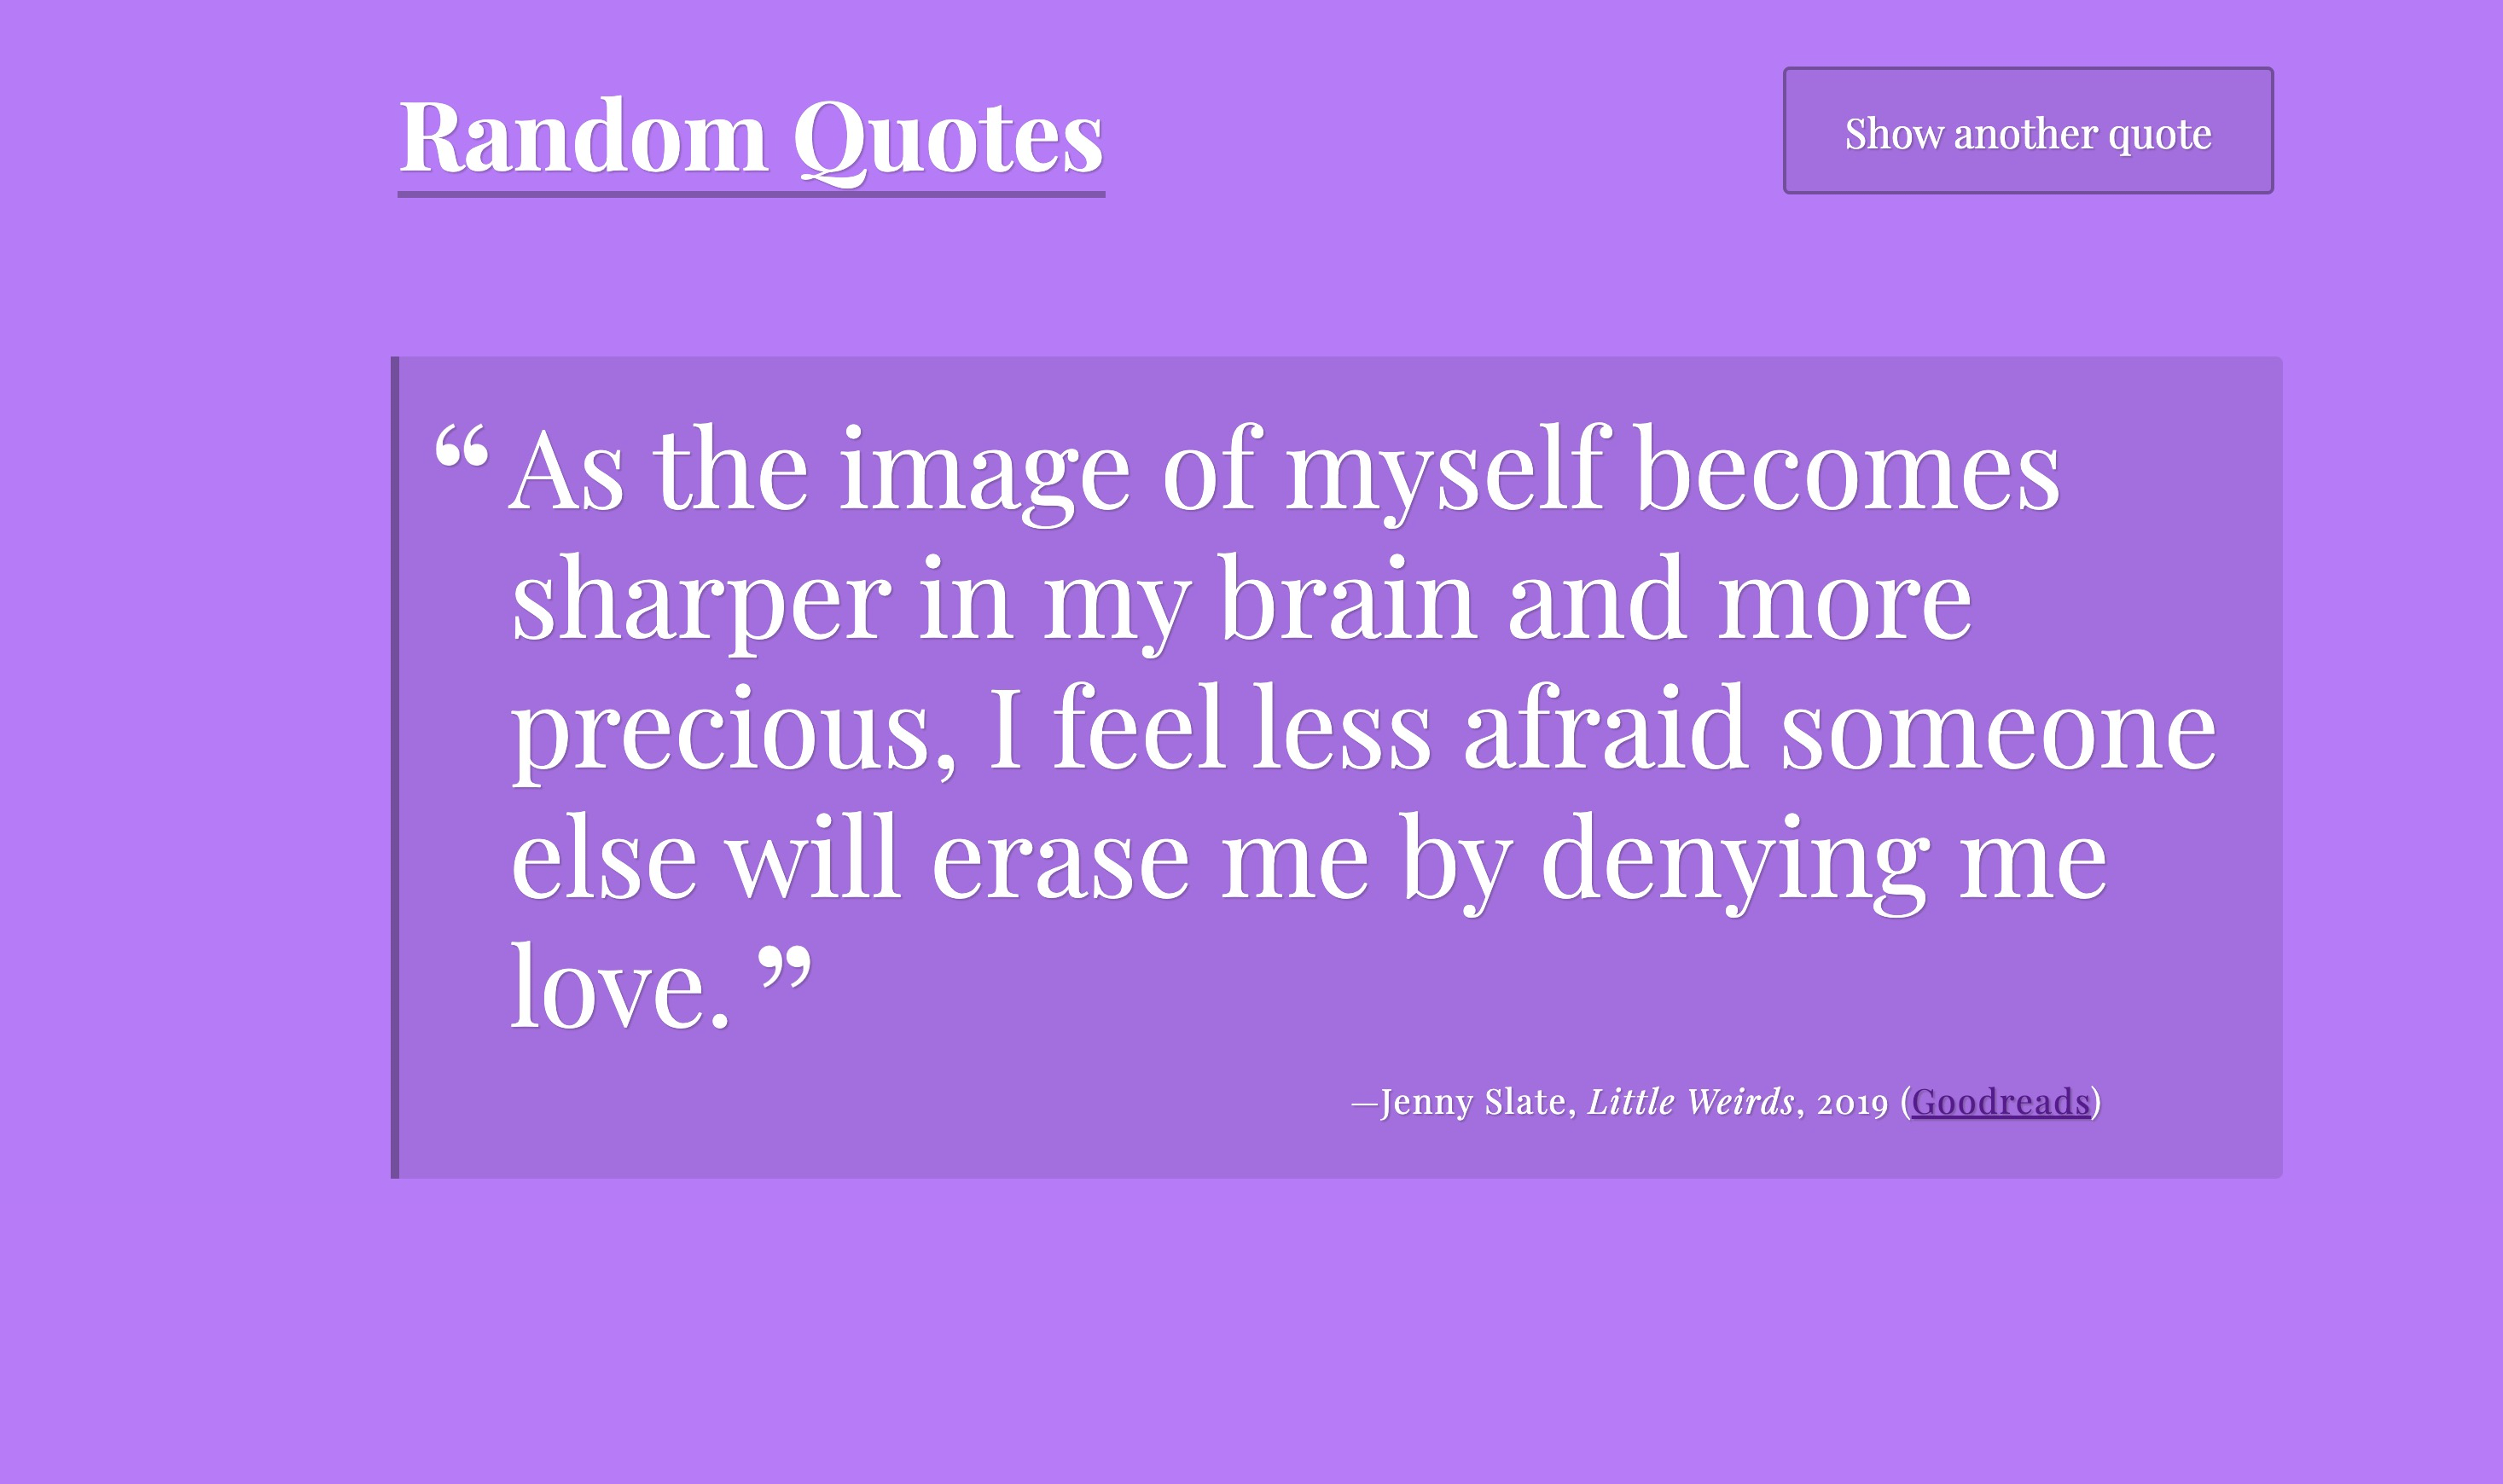 Random Quotes
Show another quote
“As the image of myself becomes
sharper in my brain and more
precious, I feel less afraid someone
else will erase me by denying me
love.”
—Jenny Slate, Little Weirds, 2019 (Goodreads)